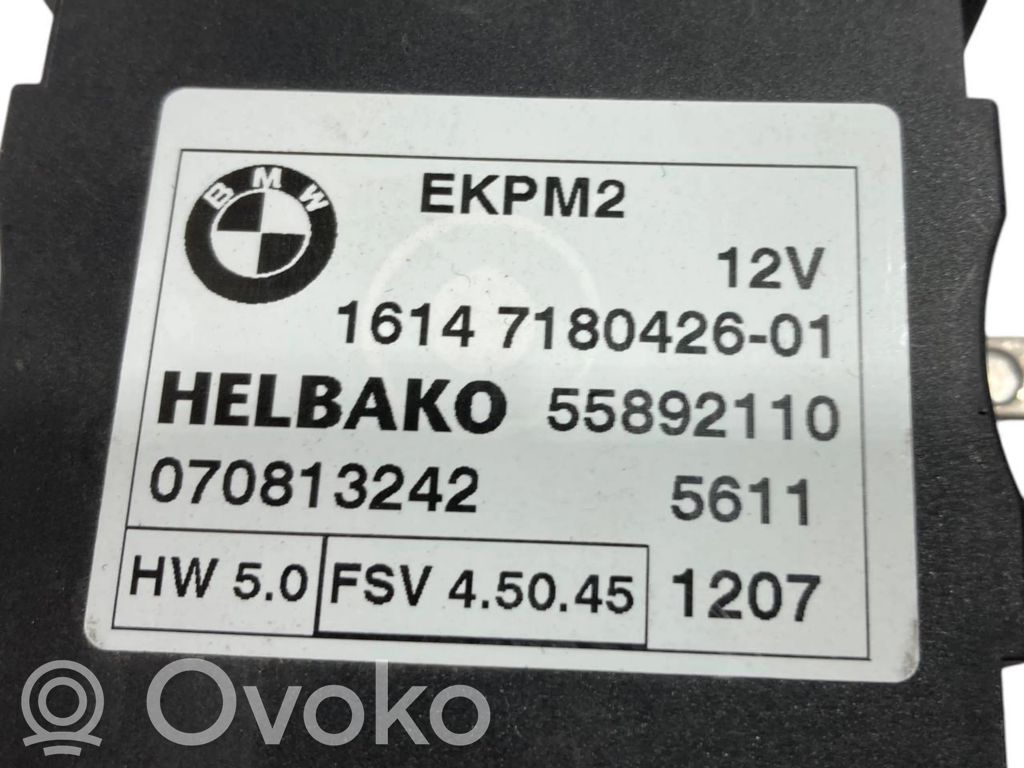 BMW
EKPM2
12V
1614 7180426-01
HELBAKO 55892110
070813242 5611
HW 5.0 FSV 4.50.45 1207
Ovoko